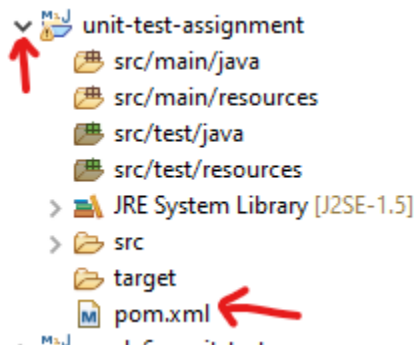 unit-test-assignment
src/main/java
src/main/resources
src/test/java
src/test/resources
JRE System Library [J2SE-1.5]
src
target
pom.xml